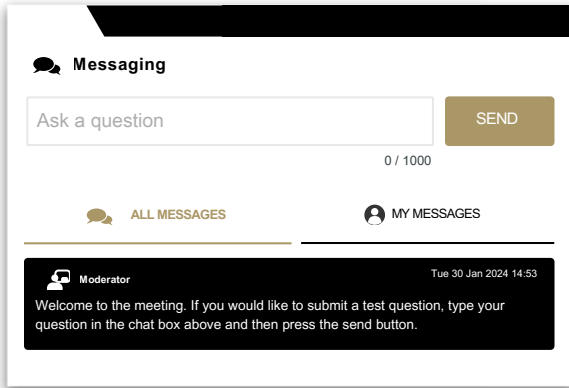 Messaging
Ask a question
SEND
0 / 1000
ALL MESSAGES
MY MESSAGES
Moderator
Tue 30 Jan 2024 14:53
Welcome to the meeting. If you would like to submit a test question, type your
question in the chat box above and then press the send button.